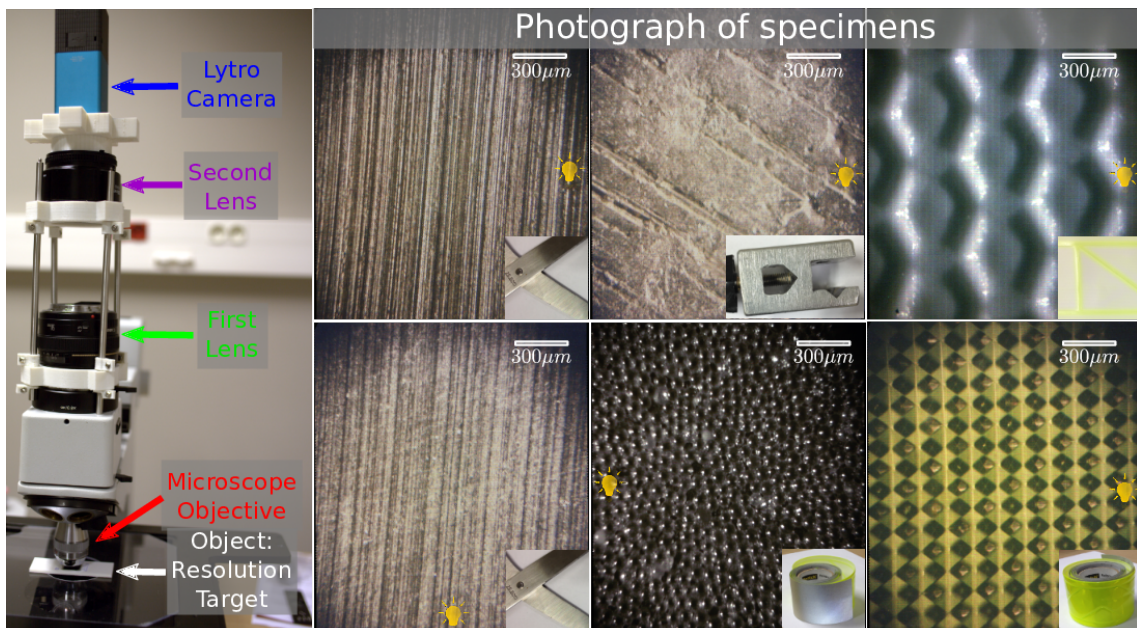 Photograph of specimens
Lytro
Camera
Second
Lens
First
Lens
Microscope
Objective
Object:
Resolution
Target
300μm
300μm
300μm
300μm
300μm
300μm